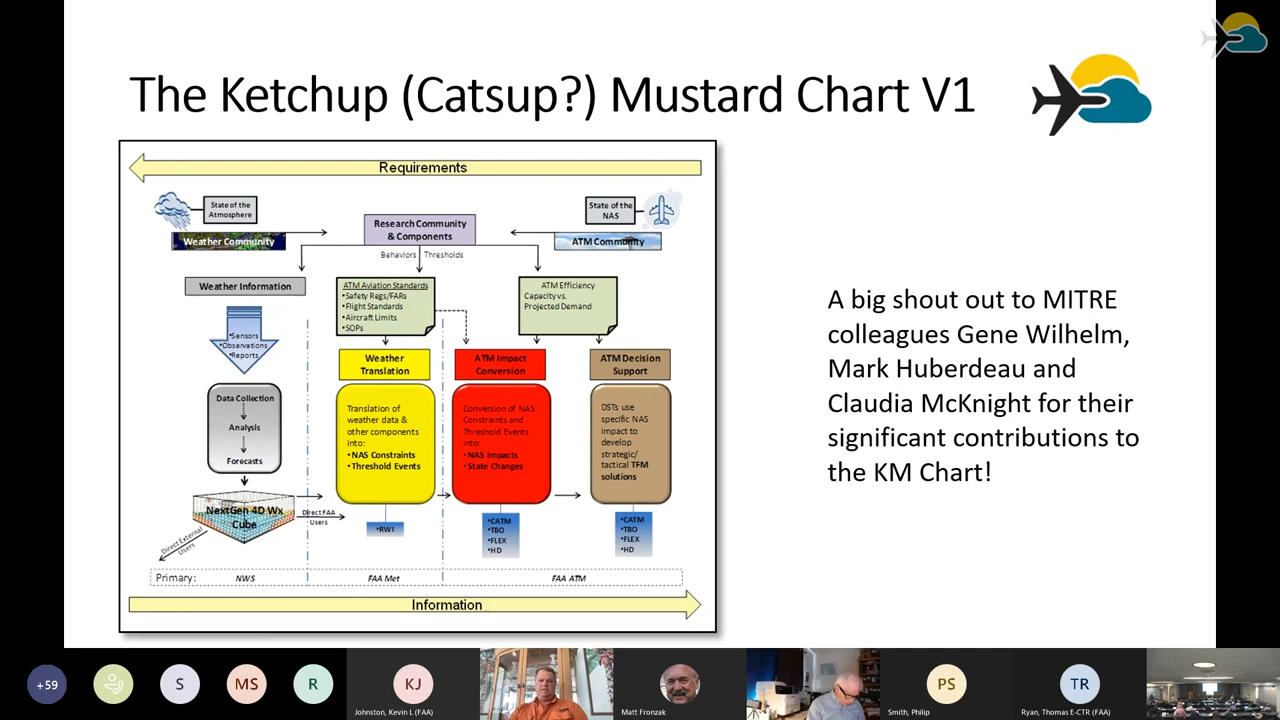 The Ketchup (Catsup?) Mustard Chart V1
Requirements
State of the
Atmosphere
State of the
NAS
Research Community
& Components
Weather Community
ATM Community
Behaviors
Thresholds
Weather Information
ATM Aviation Standards
•Safety Regs/FARs
•Flight Standards
•Aircraft Limits
•SOPs
ATM Efficiency
Capacity vs.
Projected Demand
•Sensors
•Observations
•Reports
Weather
Translation
ATM Impact
Conversion
ATM Decision
Support
Data Collection
Analysis
Forecasts
Translation of
weather data &
other components
into:
•NAS Constraints
•Threshold Events
Conversion of NAS
Constraints and
Threshold Events
into:
•NAS Impacts
•State Changes
DSTs use
specific NAS
impact to
develop
strategic/
tactical TFM
solutions
NextGen 4D Wx
Cube
Direct FAA
Users
Direct External
Users
•RWI
•CATM
•TBO
•FLEX
•HD
•CATM
•TBO
•FLEX
•HD
Primary:
NWS
FAA Met
FAA ATM
Information
A big shout out to MITRE
colleagues Gene Wilhelm,
Mark Huberdeau and
Claudia McKnight for their
significant contributions to
the KM Chart!
+59
S
MS
R
KJ
Johnston, Kevin L (FAA)
Matt Fronzak
PS
Smith, Philip
TR
Ryan, Thomas E-CTR (FAA)